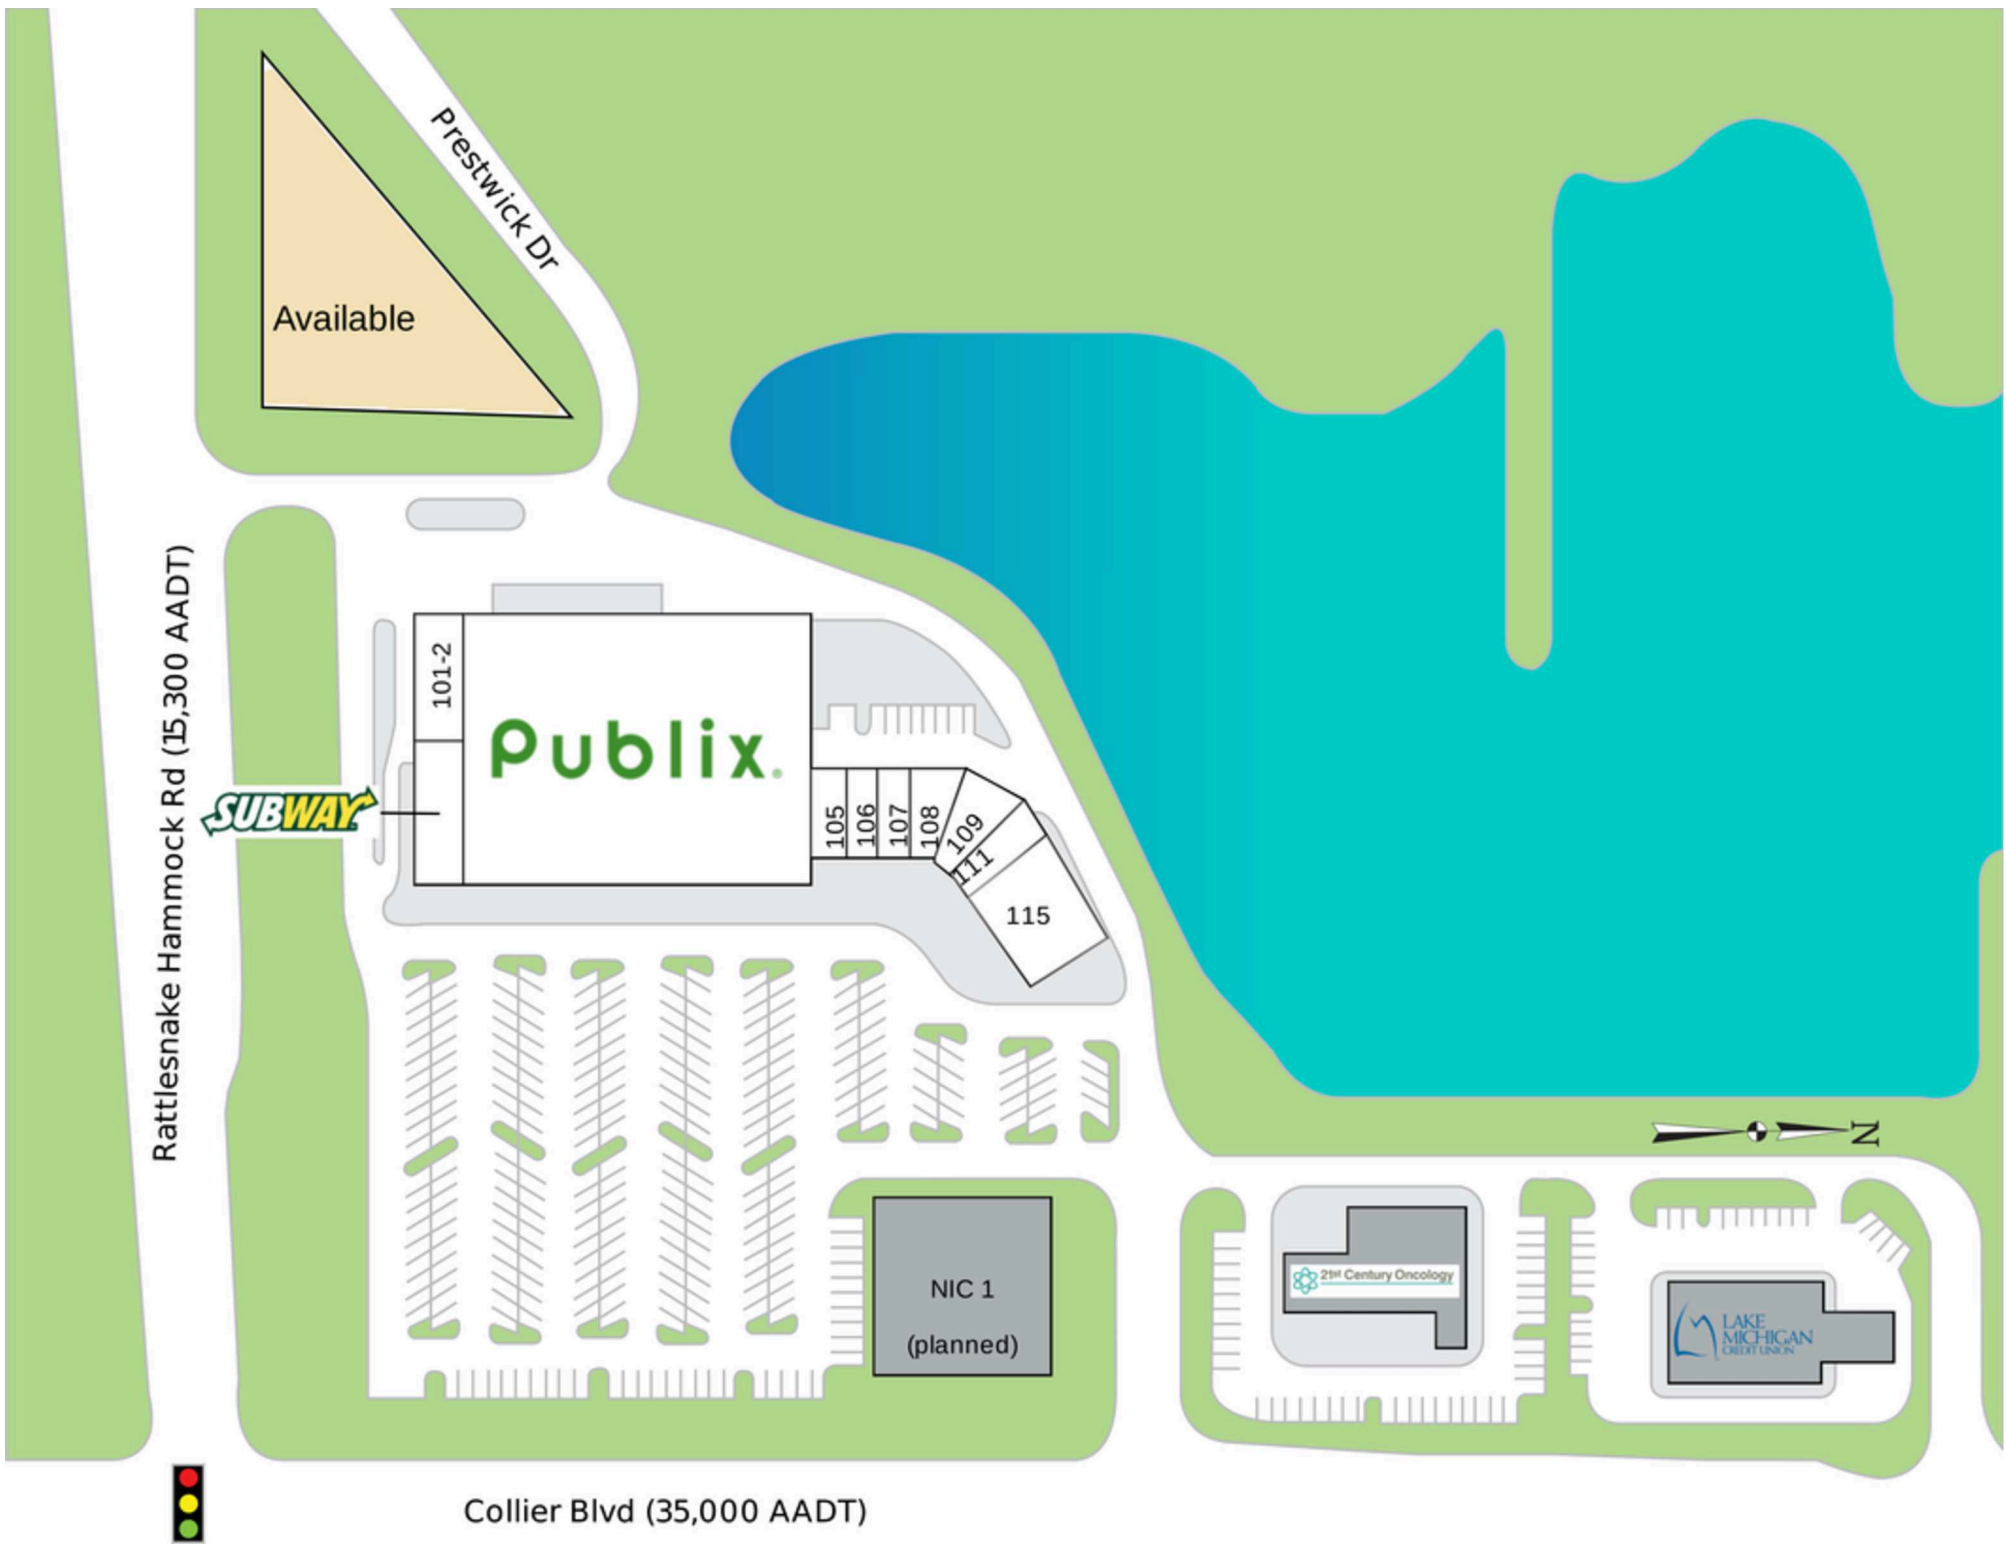 Prestwick Dr
Available
Rattlesnake Hammock Rd (15,300 AADT)
101-2
Publix.
SUBWAY
105
106
107
108
109
111
115
N
NIC 1
(planned)
21st Century Oncology
LAKE
MICHIGAN
CREDIT UNION
Collier Blvd (35,000 AADT)